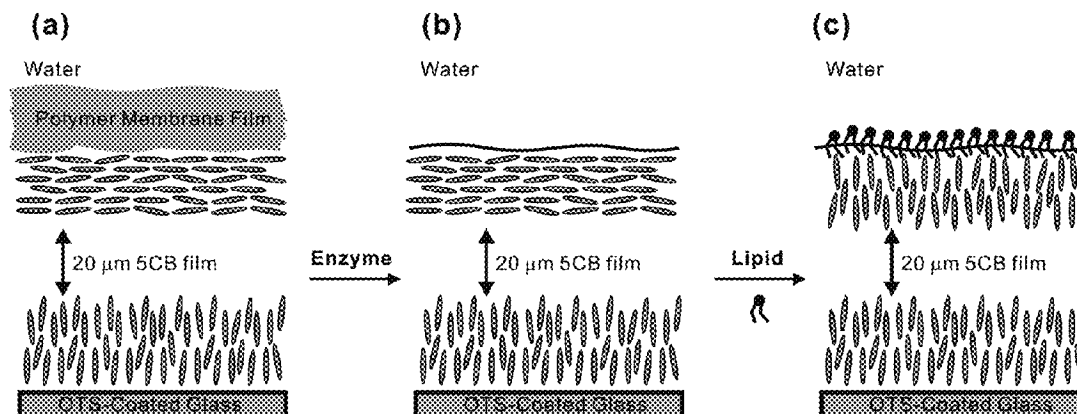 (a)
(b)
(c)
Water
Water
Water
Polymer Membrane Film
20 μm 5CB film
Enzyme
20 μm 5CB film
Lipid
20 μm 5CB film
OTS-Coated Glass
OTS-Coated Glass
OTS-Coated Glass